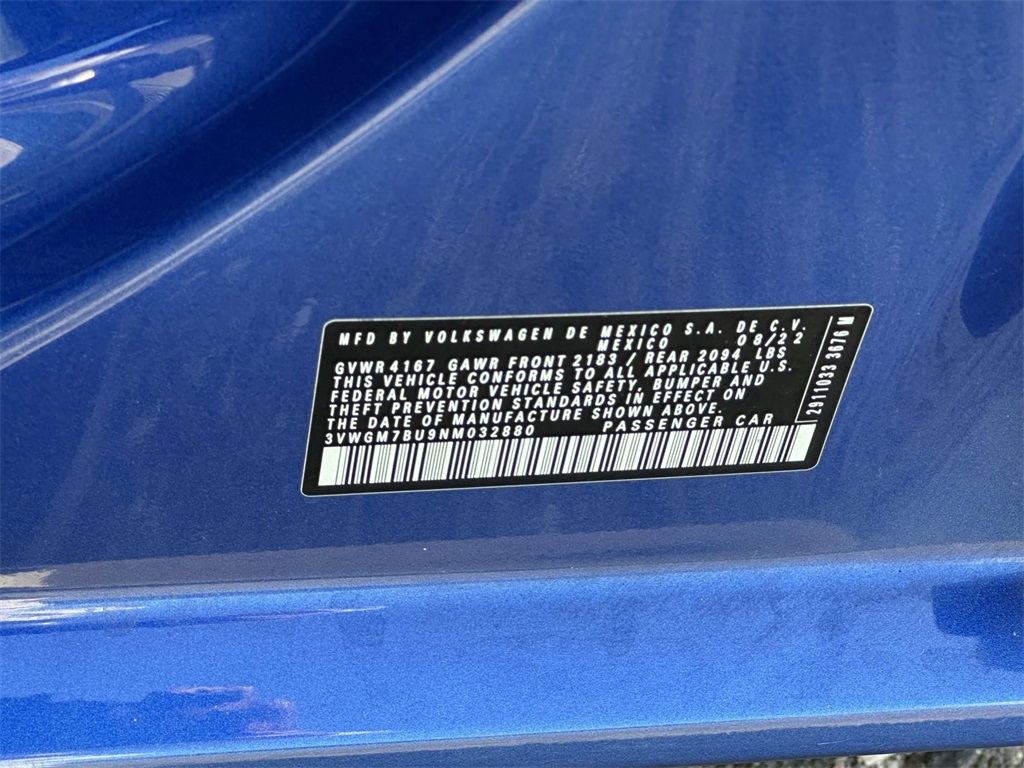 MFD BY VOLKSWAGEN DE MEXICO S.A. DE C.V.
MEXICO 08/22
GVWR 4167 GAWR FRONT 2183 / REAR 2094 LBS
THIS VEHICLE CONFORMS TO ALL APPLICABLE U.S.
FEDERAL MOTOR VEHICLE SAFETY, BUMPER AND
THEFT PREVENTION STANDARDS IN EFFECT ON
THE DATE OF MANUFACTURE SHOWN ABOVE.
3VWGM7BU9NM032880 PASSENGER CAR
2911033 3676 M